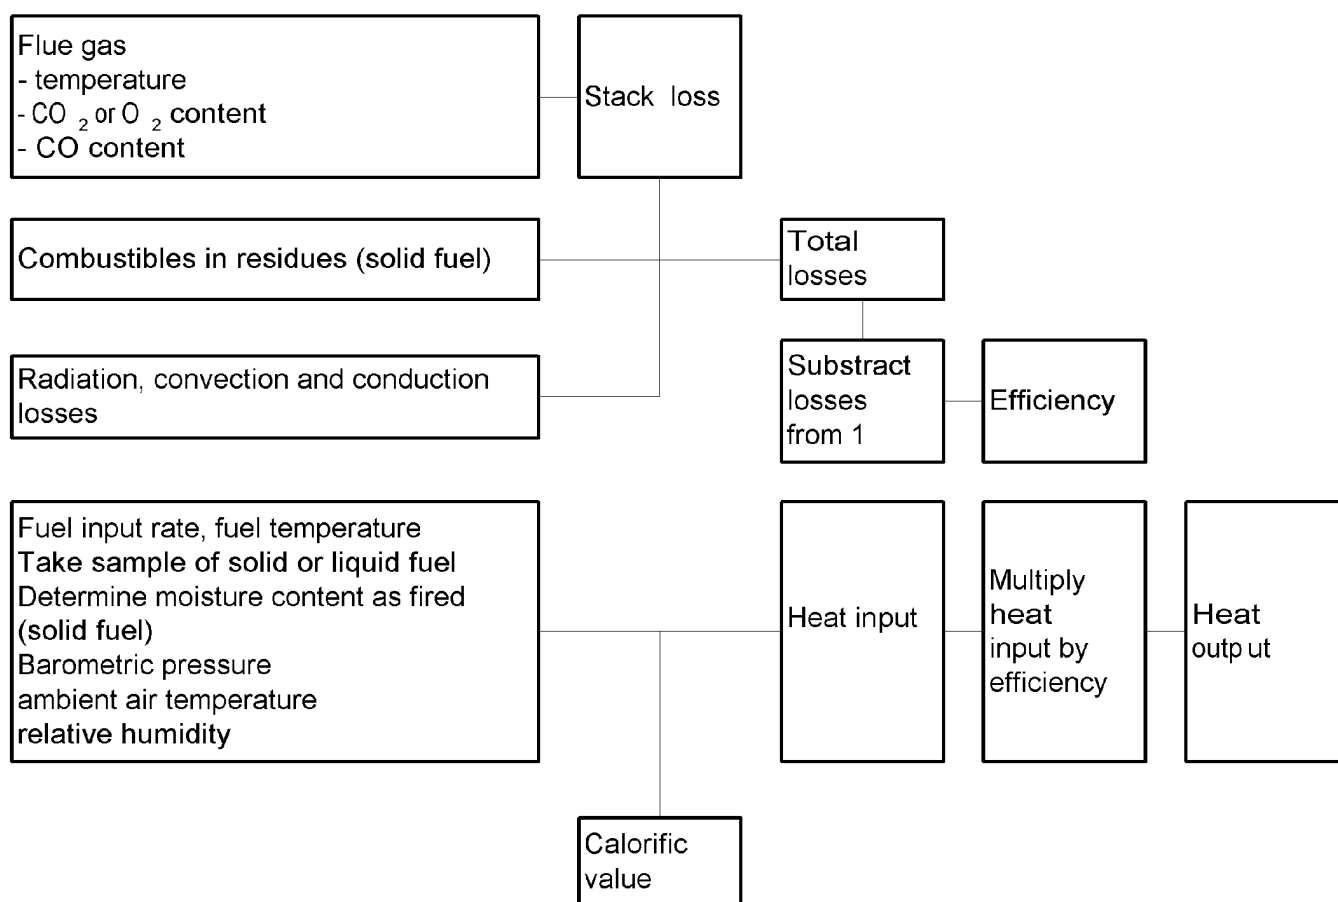 Flue gas
- temperature
- CO 2 or O 2 content
- CO content
Stack loss
Combustibles in residues (solid fuel)
Total
losses
Radiation, convection and conduction
losses
Substract
losses
from 1
Efficiency
Fuel input rate, fuel temperature
Take sample of solid or liquid fuel
Determine moisture content as fired
(solid fuel)
Barometric pressure
ambient air temperature
relative humidity
Heat input
Multiply
heat
input by
efficiency
Heat
output
Calorific
value